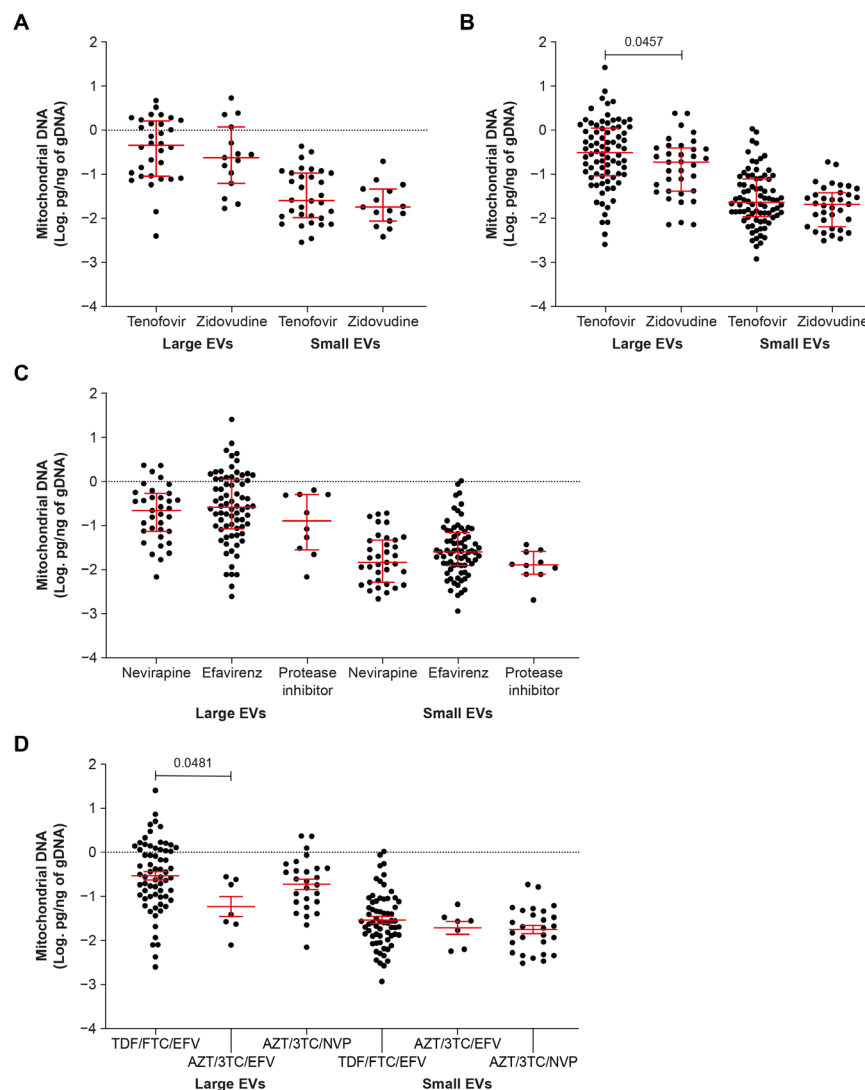 A
Mitochondrial DNA
(Log. pg/ng of gDNA)
2
1
0
−1
−2
−3
−4
Tenofovir Zidovudine Tenofovir Zidovudine
Large EVs Small EVs
B
0.0457
Mitochondrial DNA
(Log. pg/ng of gDNA)
2
1
0
−1
−2
−3
−4
Tenofovir Zidovudine Tenofovir Zidovudine
Large EVs Small EVs
C
Mitochondrial DNA
(Log. pg/ng of gDNA)
2
1
0
−1
−2
−3
−4
Nevirapine Efavirenz Protease inhibitor Nevirapine Efavirenz Protease inhibitor
Large EVs Small EVs
D
0.0481
Mitochondrial DNA
(Log. pg/ng of gDNA)
2
1
0
−1
−2
−3
−4
TDF/FTC/EFV AZT/3TC/NVP AZT/3TC/EFV
AZT/3TC/EFV TDF/FTC/EFV AZT/3TC/NVP
Large EVs Small EVs